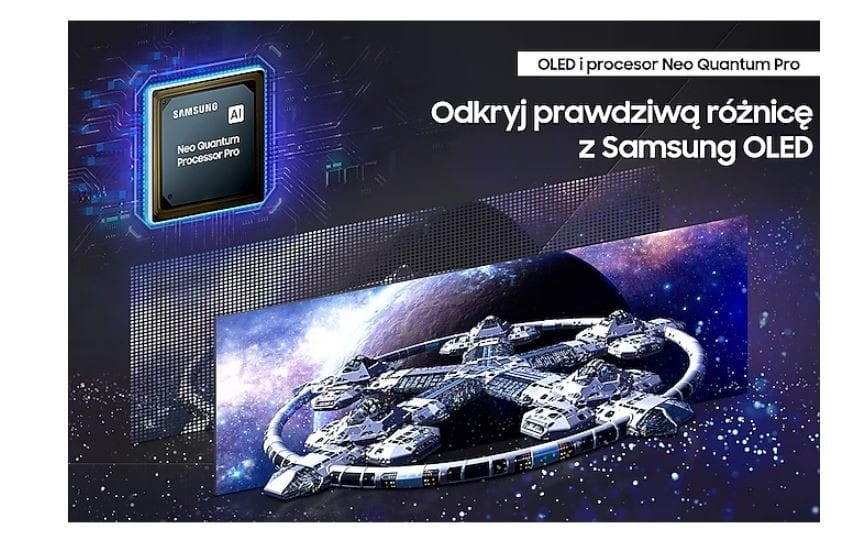 OLED i procesor Neo Quantum Pro
Odkryj prawdziwą różnicę
z Samsung OLED
SAMSUNG
AI
Neo Quantum
Processor Pro